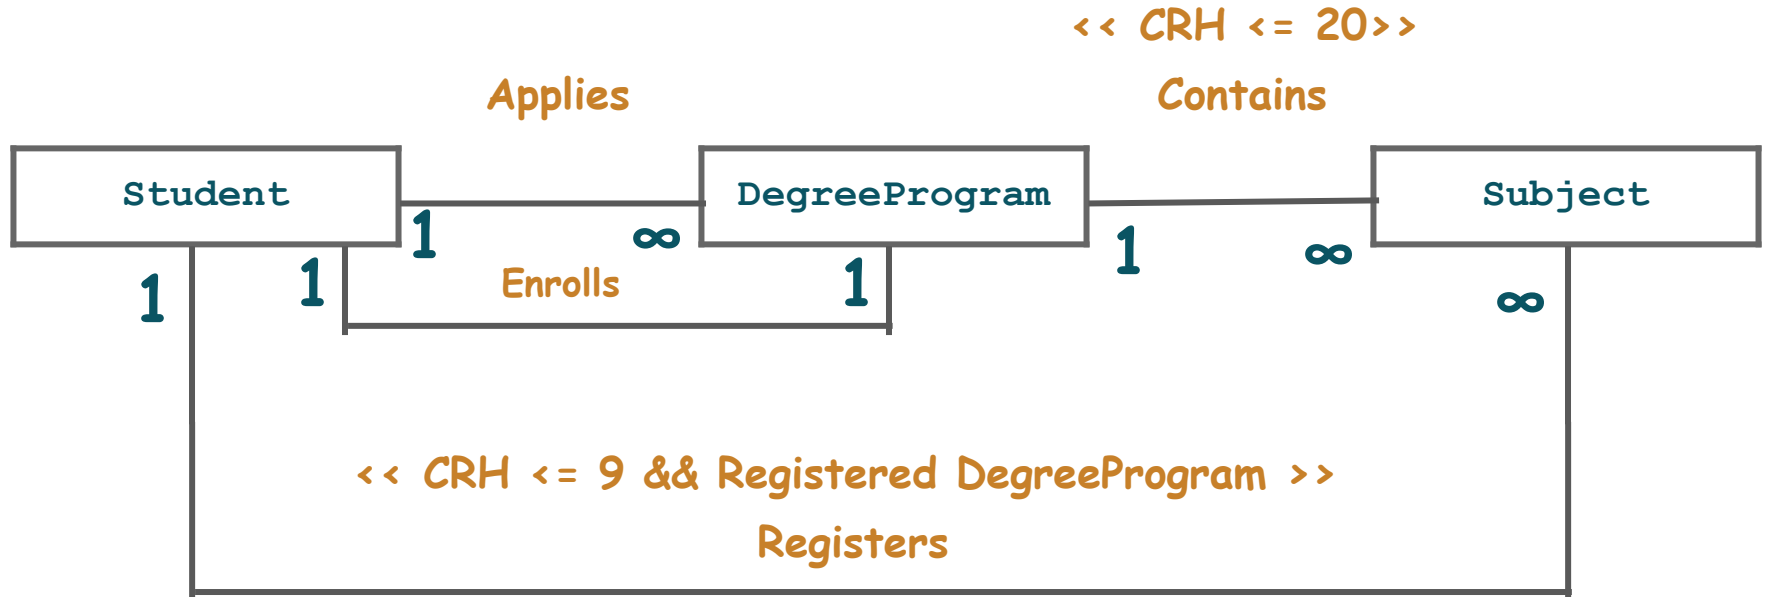 << CRH <= 20>>
Applies
Contains
Student
DegreeProgram
Subject
1
∞
1
∞
1
1
Enrolls
1
∞
<< CRH <= 9 && Registered DegreeProgram >>
Registers